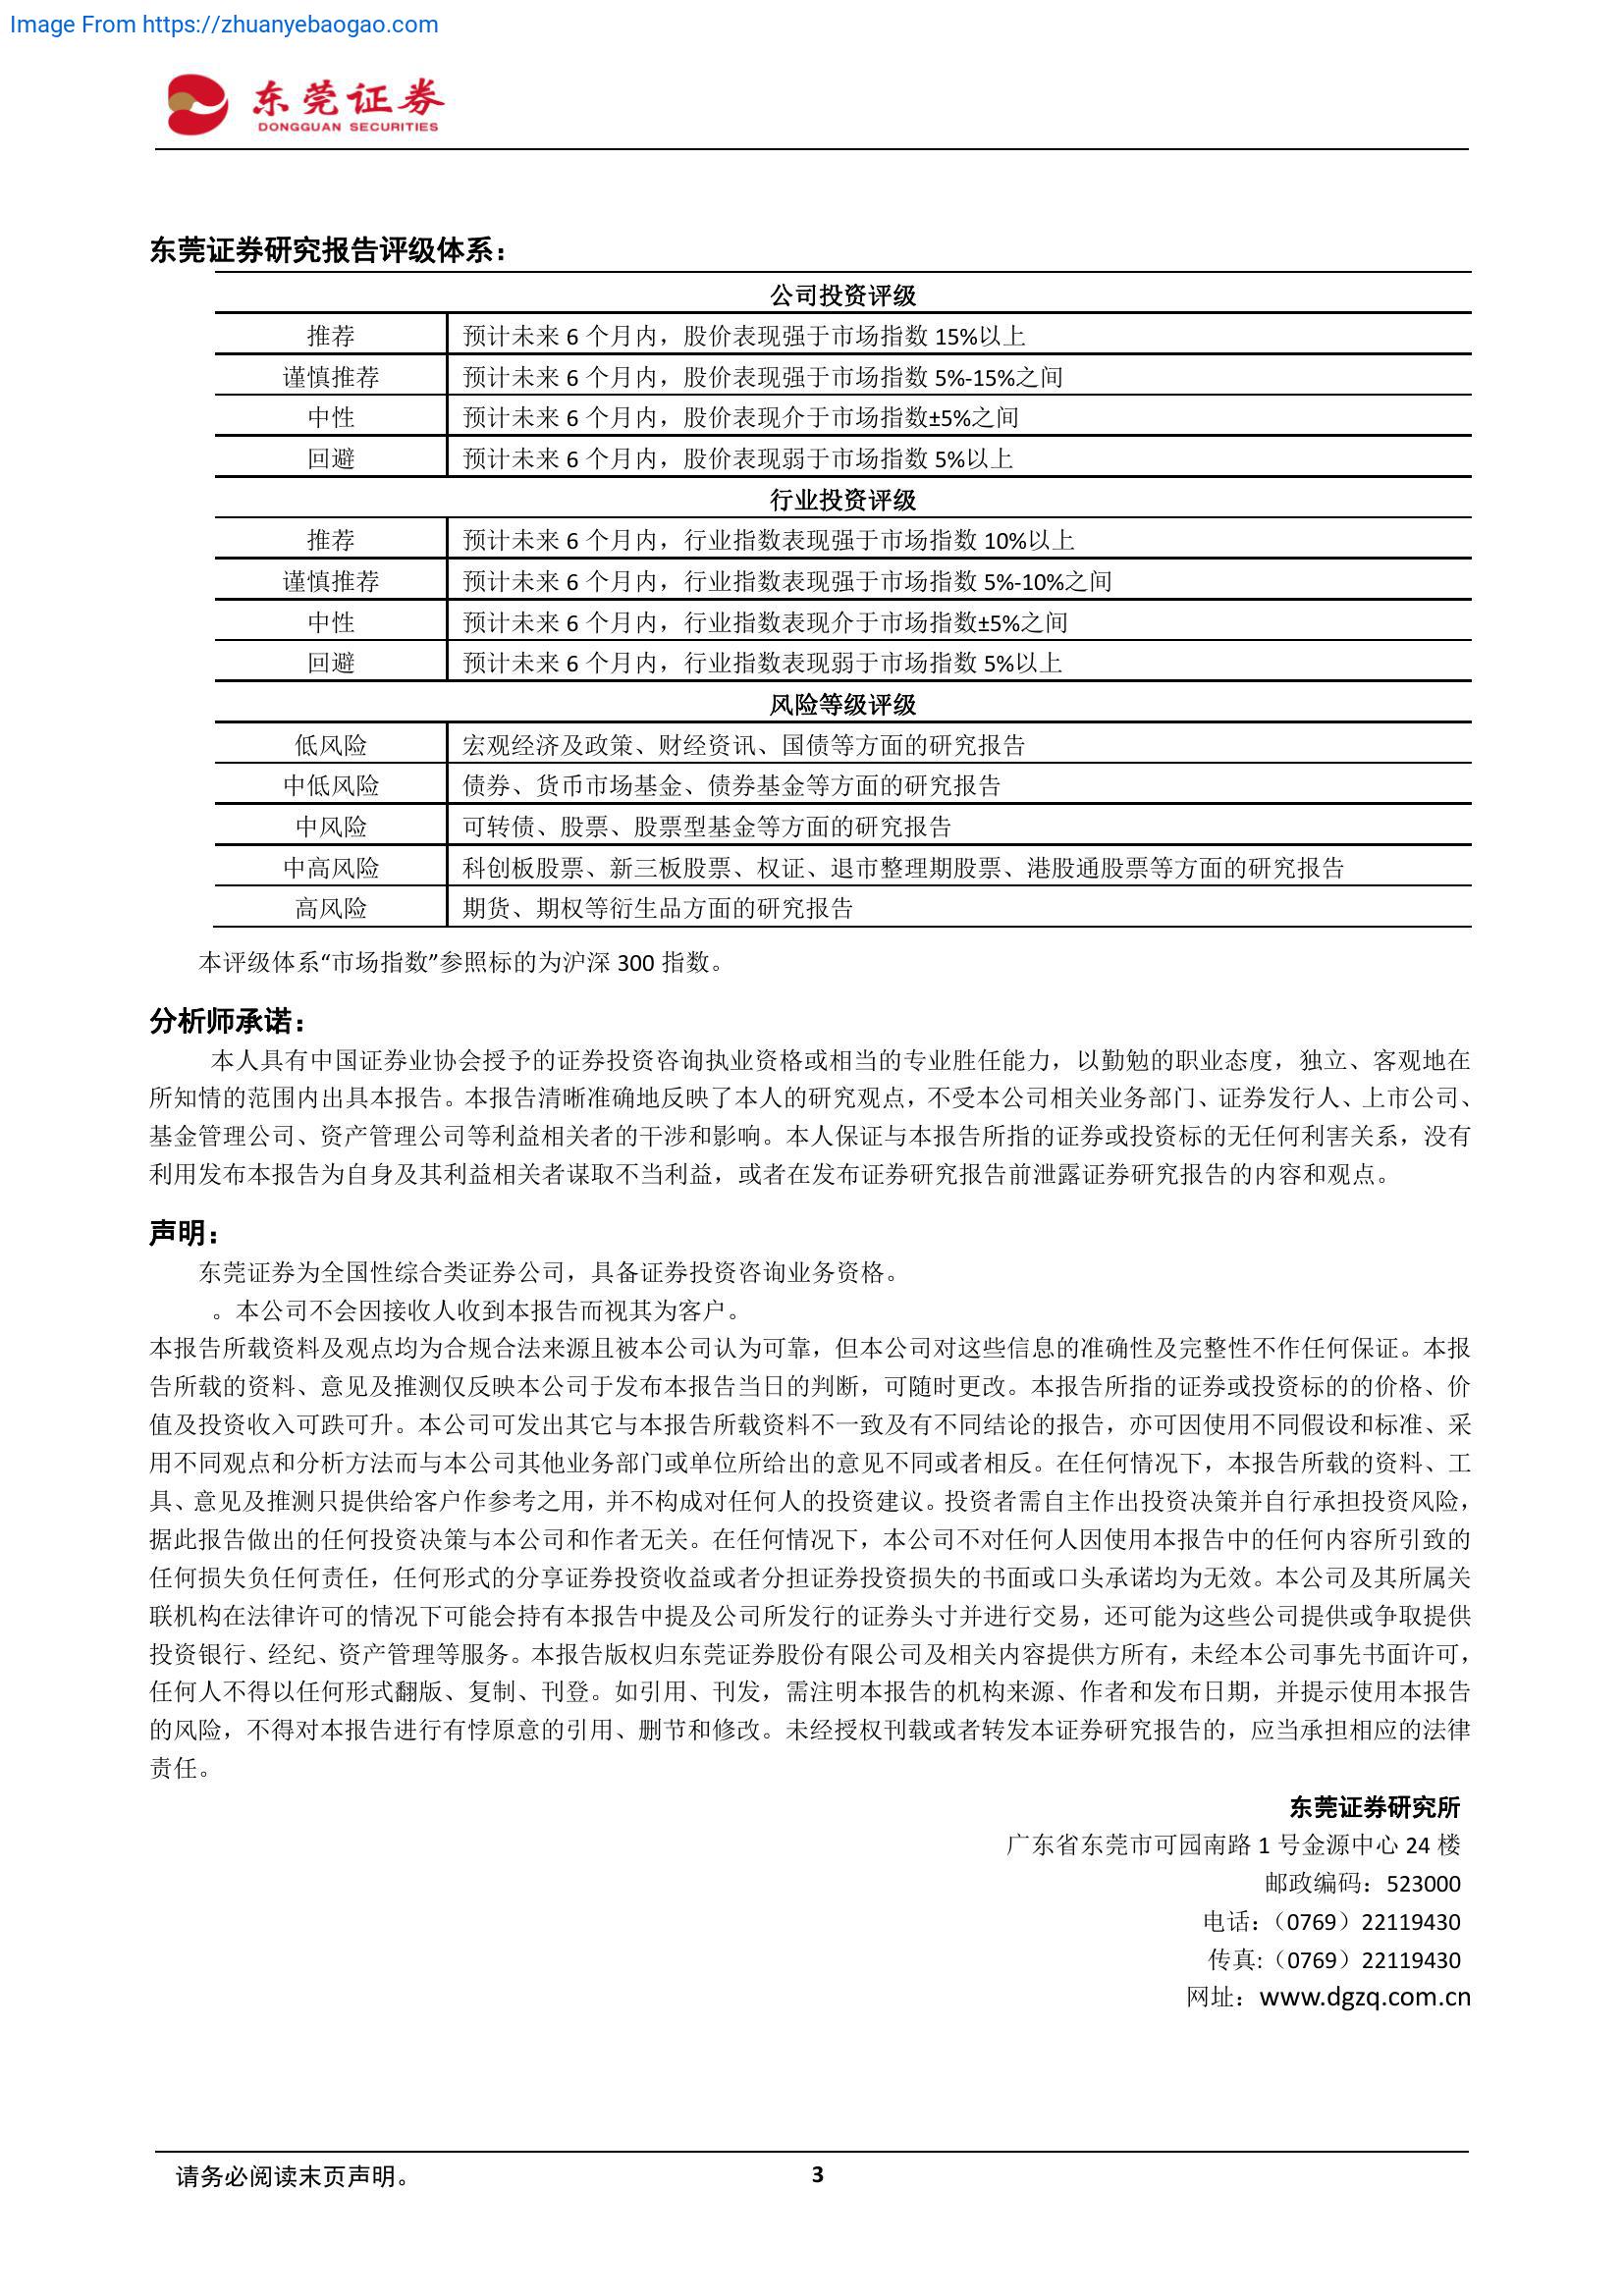 Image From https://zhuanyebaogao.com
东莞证券
DONGGUAN SECURITIES
东莞证券研究报告评级体系：
公司投资评级
推荐 预计未来 6 个月内，股价表现强于市场指数 15%以上
谨慎推荐 预计未来 6 个月内，股价表现强于市场指数 5%-15%之间
中性 预计未来 6 个月内，股价表现介于市场指数±5%之间
回避 预计未来 6 个月内，股价表现弱于市场指数 5%以上
行业投资评级
推荐 预计未来 6 个月内，行业指数表现强于市场指数 10%以上
谨慎推荐 预计未来 6 个月内，行业指数表现强于市场指数 5%-10%之间
中性 预计未来 6 个月内，行业指数表现介于市场指数±5%之间
回避 预计未来 6 个月内，行业指数表现弱于市场指数 5%以上
风险等级评级
低风险 宏观经济及政策、财经资讯、国债等方面的研究报告
中低风险 债券、货币市场基金、债券基金等方面的研究报告
中风险 可转债、股票、股票型基金等方面的研究报告
中高风险 科创板股票、新三板股票、权证、退市整理期股票、港股通股票等方面的研究报告
高风险 期货、期权等衍生品方面的研究报告
本评级体系“市场指数”参照标的为沪深 300 指数。
分析师承诺：
本人具有中国证券业协会授予的证券投资咨询执业资格或相当的专业胜任能力，以勤勉的职业态度，独立、客观地在
所知情的范围内出具本报告。本报告清晰准确地反映了本人的研究观点，不受本公司相关业务部门、证券发行人、上市公司、
基金管理公司、资产管理公司等利益相关者的干涉和影响。本人保证与本报告所指的证券或投资标的无任何利害关系，没有
利用发布本报告为自身及其利益相关者谋取不当利益，或者在发布证券研究报告前泄露证券研究报告的内容和观点。
声明：
东莞证券为全国性综合类证券公司，具备证券投资咨询业务资格。
。本公司不会因接收人收到本报告而视其为客户。
本报告所载资料及观点均为合规合法来源且被本公司认为可靠，但本公司对这些信息的准确性及完整性不作任何保证。本报
告所载的资料、意见及推测仅反映本公司于发布本报告当日的判断，可随时更改。本报告所指的证券或投资标的的价格、价
值及投资收入可跌可升。本公司可发出其它与本报告所载资料不一致及有不同结论的报告，亦可因使用不同假设和标准、采
用不同观点和分析方法而与本公司其他业务部门或单位所给出的意见不同或者相反。在任何情况下，本报告所载的资料、工
具、意见及推测只提供给客户作参考之用，并不构成对任何人的投资建议。投资者需自主作出投资决策并自行承担投资风险，
据此报告做出的任何投资决策与本公司和作者无关。在任何情况下，本公司不对任何人因使用本报告中的任何内容所引致的
任何损失负任何责任，任何形式的分享证券投资收益或者分担证券投资损失的书面或口头承诺均为无效。本公司及其所属关
联机构在法律许可的情况下可能会持有本报告中提及公司所发行的证券头寸并进行交易，还可能为这些公司提供或争取提供
投资银行、经纪、资产管理等服务。本报告版权归东莞证券股份有限公司及相关内容提供方所有，未经本公司事先书面许可，
任何人不得以任何形式翻版、复制、刊登。如引用、刊发，需注明本报告的机构来源、作者和发布日期，并提示使用本报告
的风险，不得对本报告进行有悖原意的引用、删节和修改。未经授权刊载或者转发本证券研究报告的，应当承担相应的法律
责任。
东莞证券研究所
广东省东莞市可园南路 1 号金源中心 24 楼
邮政编码：523000
电话：（0769）22119430
传真:（0769）22119430
网址：www.dgzq.com.cn
请务必阅读末页声明。
3